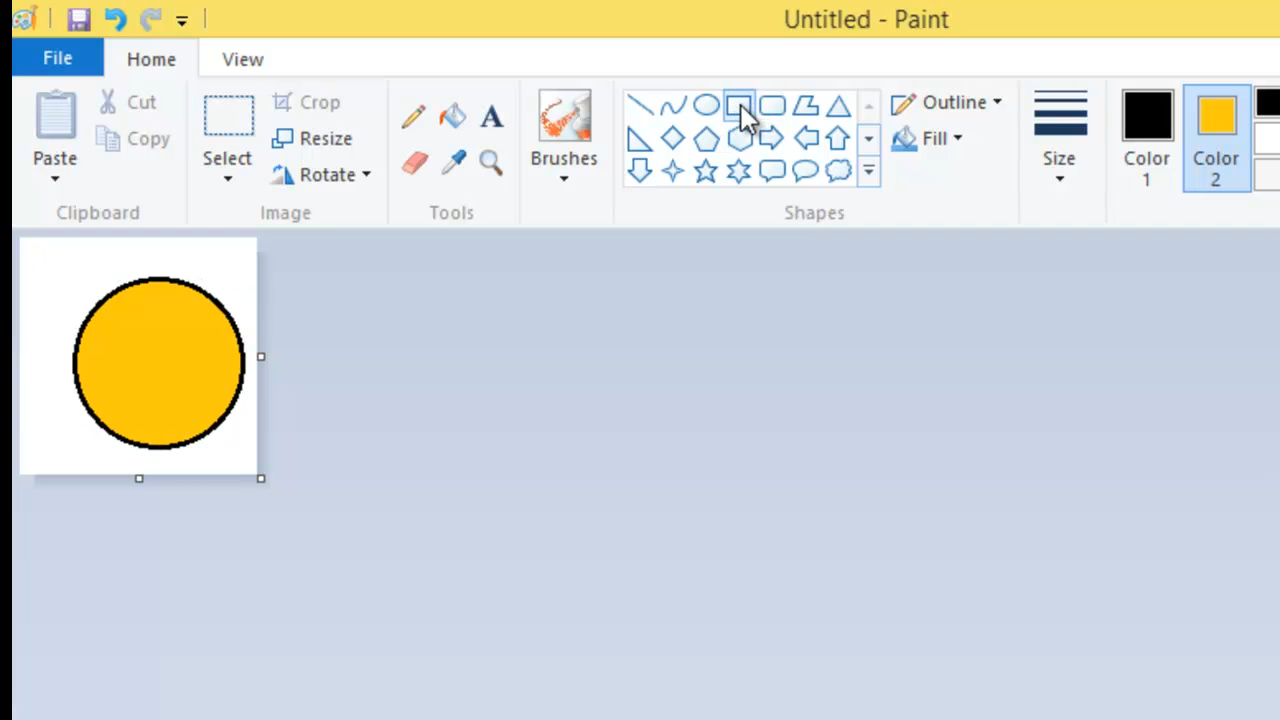 Untitled - Paint
File
Home
View
Paste
Cut
Copy
Clipboard
Select
Crop
Resize
Rotate
Image
A
Tools
Brushes
Outline
Fill
Shapes
Size
Color
1
Color
2